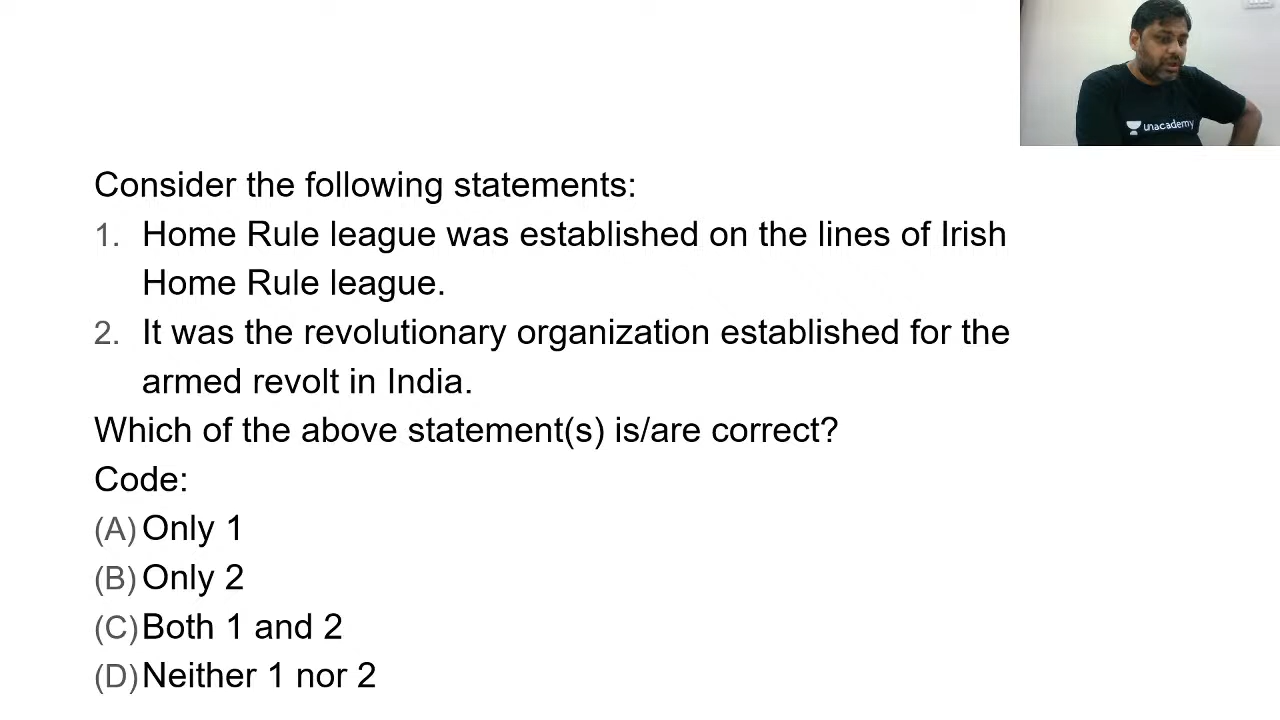 unacademy
Consider the following statements:
1. Home Rule league was established on the lines of Irish
Home Rule league.
2. It was the revolutionary organization established for the
armed revolt in India.
Which of the above statement(s) is/are correct?
Code:
(A) Only 1
(B) Only 2
(C) Both 1 and 2
(D) Neither 1 nor 2